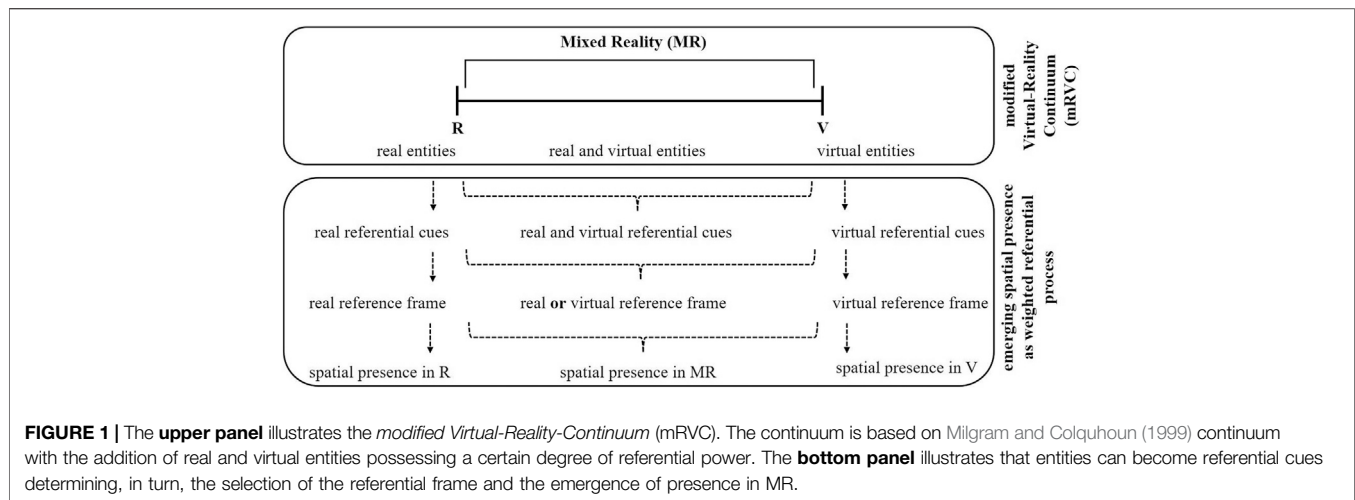 Mixed Reality (MR)
R V
real entities real and virtual entities virtual entities
modified
Virtual-Reality
Continuum
(mRVC)
real referential cues real and virtual referential cues virtual referential cues
real reference frame real or virtual reference frame virtual reference frame
spatial presence in R spatial presence in MR spatial presence in V
emerging spatial presence
as weighted referential
process
FIGURE 1 | The upper panel illustrates the modified Virtual-Reality-Continuum (mRVC). The continuum is based on Milgram and Colquhoun (1999) continuum
with the addition of real and virtual entities possessing a certain degree of referential power. The bottom panel illustrates that entities can become referential cues
determining, in turn, the selection of the referential frame and the emergence of presence in MR.